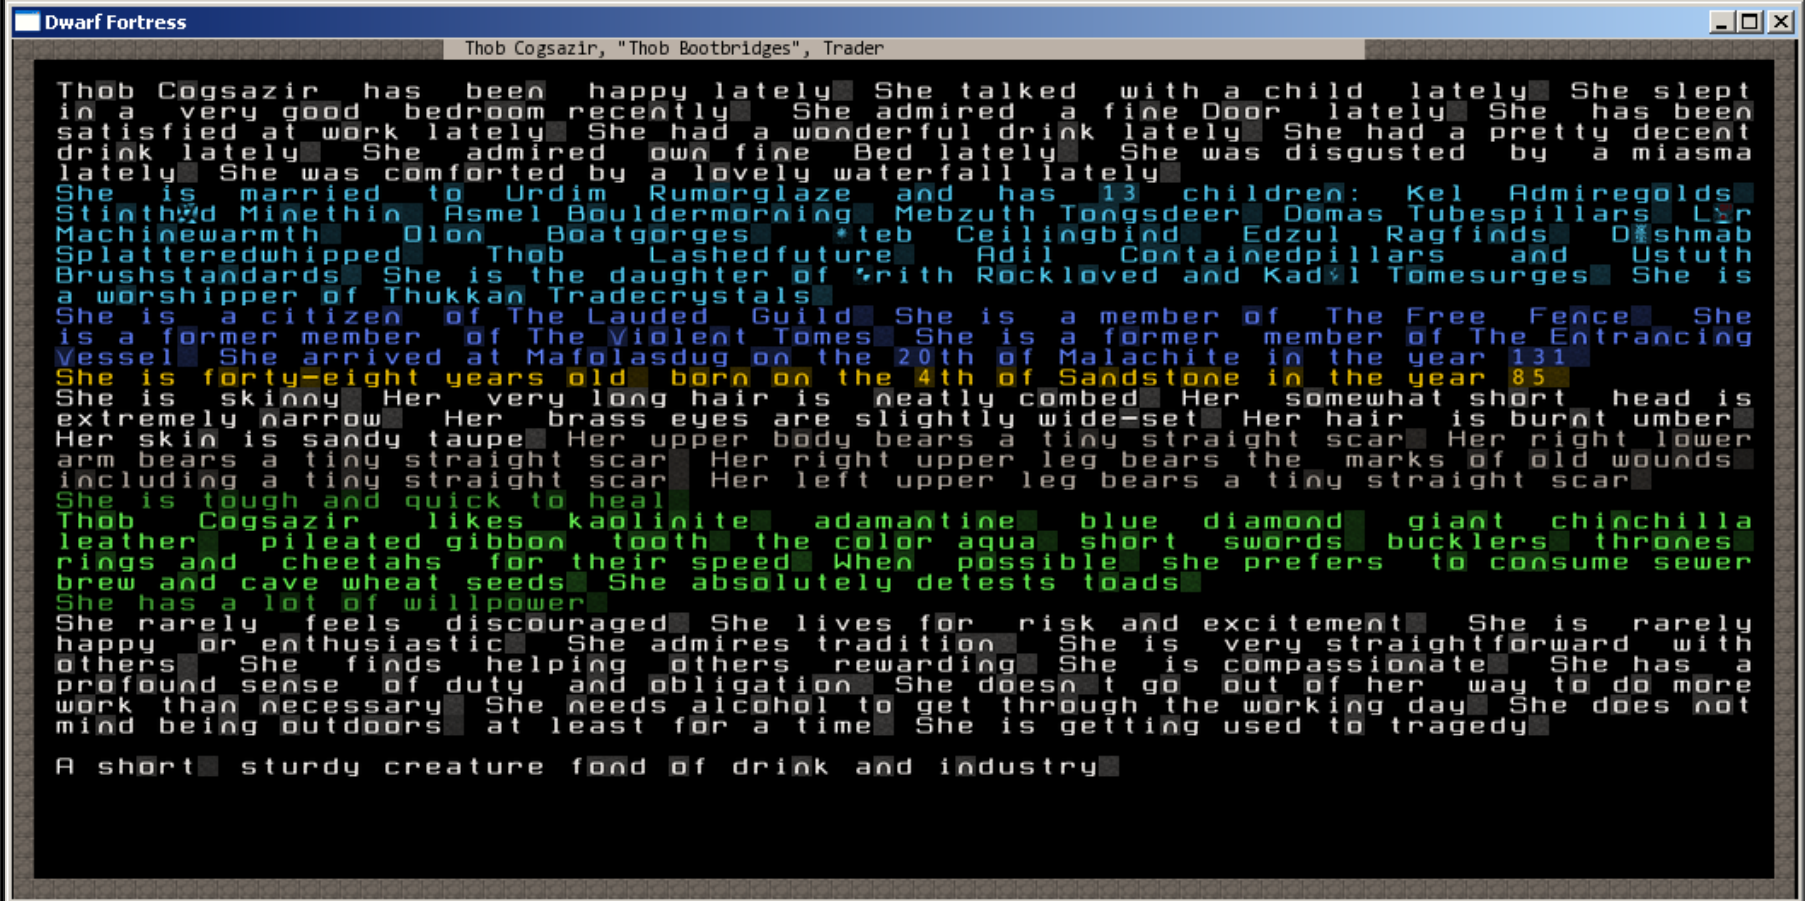 Dwarf Fortress
Thob Cogsazir, "Thob Bootbridges", Trader
Thob Cogsazir has been happy lately She talked with a child lately She slept
in a very good bedroom recently She admired a fine Door lately She has been
satisfied at work lately She had a wonderful drink lately She had a pretty decent
drink lately She admired own fine Bed lately She was disgusted by a miasma
lately She was comforted by a lovely waterfall lately
She is married to Urdim Rumorglaze and has 13 children: Kel Admiregolds
Minethin Asmel Bouldermorning Mebzuth Tongsdeer Domas Tubespillars
Machinewarmth Olon Boatgorges Ceilingbind Edzul Ragfinds
Splatteredwhipped Thob Lashedfuture Adil Containedpillars and Ustuth
Brushstandards She is the daughter of Rockloved and Tomesurges She is
a worshipper of Thukkan Tradecrystals
She is a citizen of The Lauded Guild She is a member of The Free Fence She
is a former member of The Violent Tomes She is a former member of The Entrancing
Vessel She arrived at Mafolasdug on the 20th of Malachite in the year 131
She is forty-eight years old born on the 4th of Sandstone in the year 85
She is skinny Her very long hair is neatly combed Her somewhat short head is
extremely narrow Her brass eyes are slightly wide-set Her hair is burnt umber
Her skin is sandy taupe Her upper body bears a tiny straight scar Her right lower
arm bears a tiny straight scar Her right upper leg bears the marks of old wounds
including a tiny straight scar Her left upper leg bears a tiny straight scar
She is tough and quick to heal
Thob Cogsazir likes kaolinite adamantine blue diamond giant chinchilla
leather pileated gibbon tooth the color aqua short swords bucklers thrones
rings and cheetahs for their speed When possible she prefers to consume sewer
brew and cave wheat seeds She absolutely detests toads
She has a lot of willpower
She rarely feels discouraged She lives for risk and excitement She is rarely
happy or enthusiastic She admires tradition She is very straightforward with
others She finds helping others rewarding She is compassionate She has a
profound sense of duty and obligation She doesn t go out of her way to do more
work than necessary She needs alcohol to get through the working day She does not
mind being outdoors at least for a time She is getting used to tragedy
A short sturdy creature fond of drink and industry